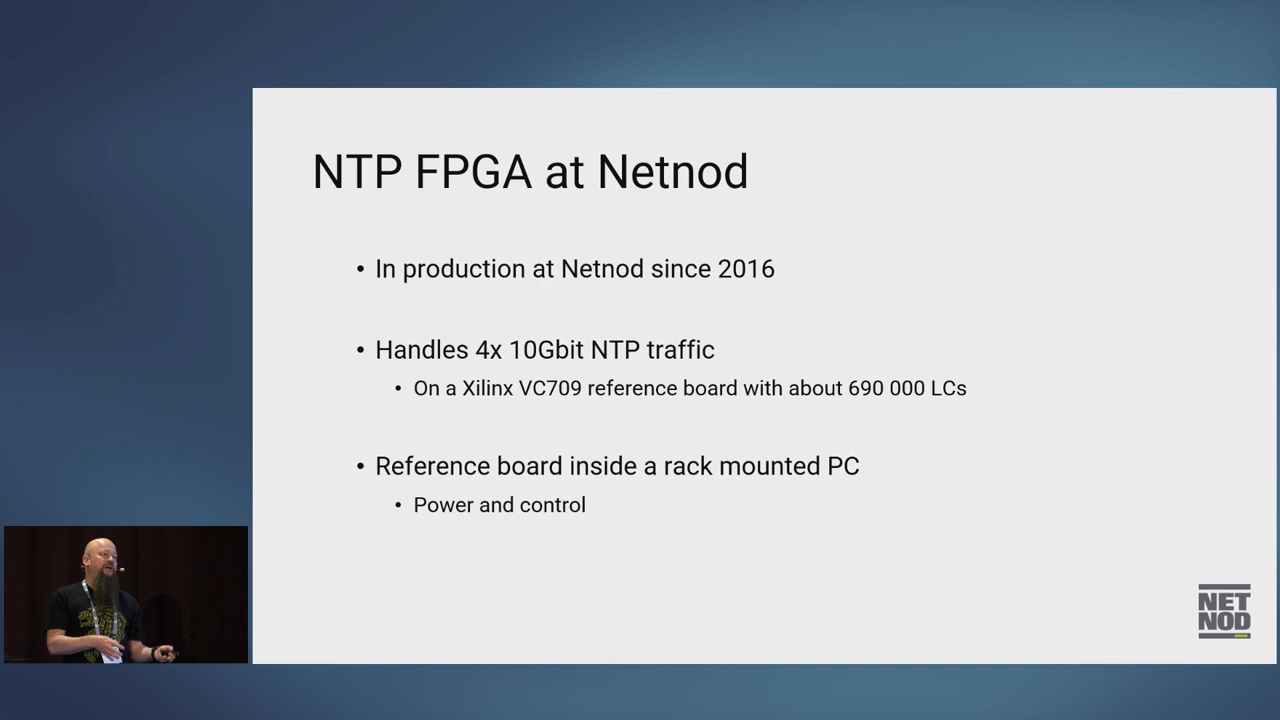 NTP FPGA at Netnod
• In production at Netnod since 2016
• Handles 4x 10Gbit NTP traffic
• On a Xilinx VC709 reference board with about 690 000 LCs
• Reference board inside a rack mounted PC
• Power and control
NET
NOD